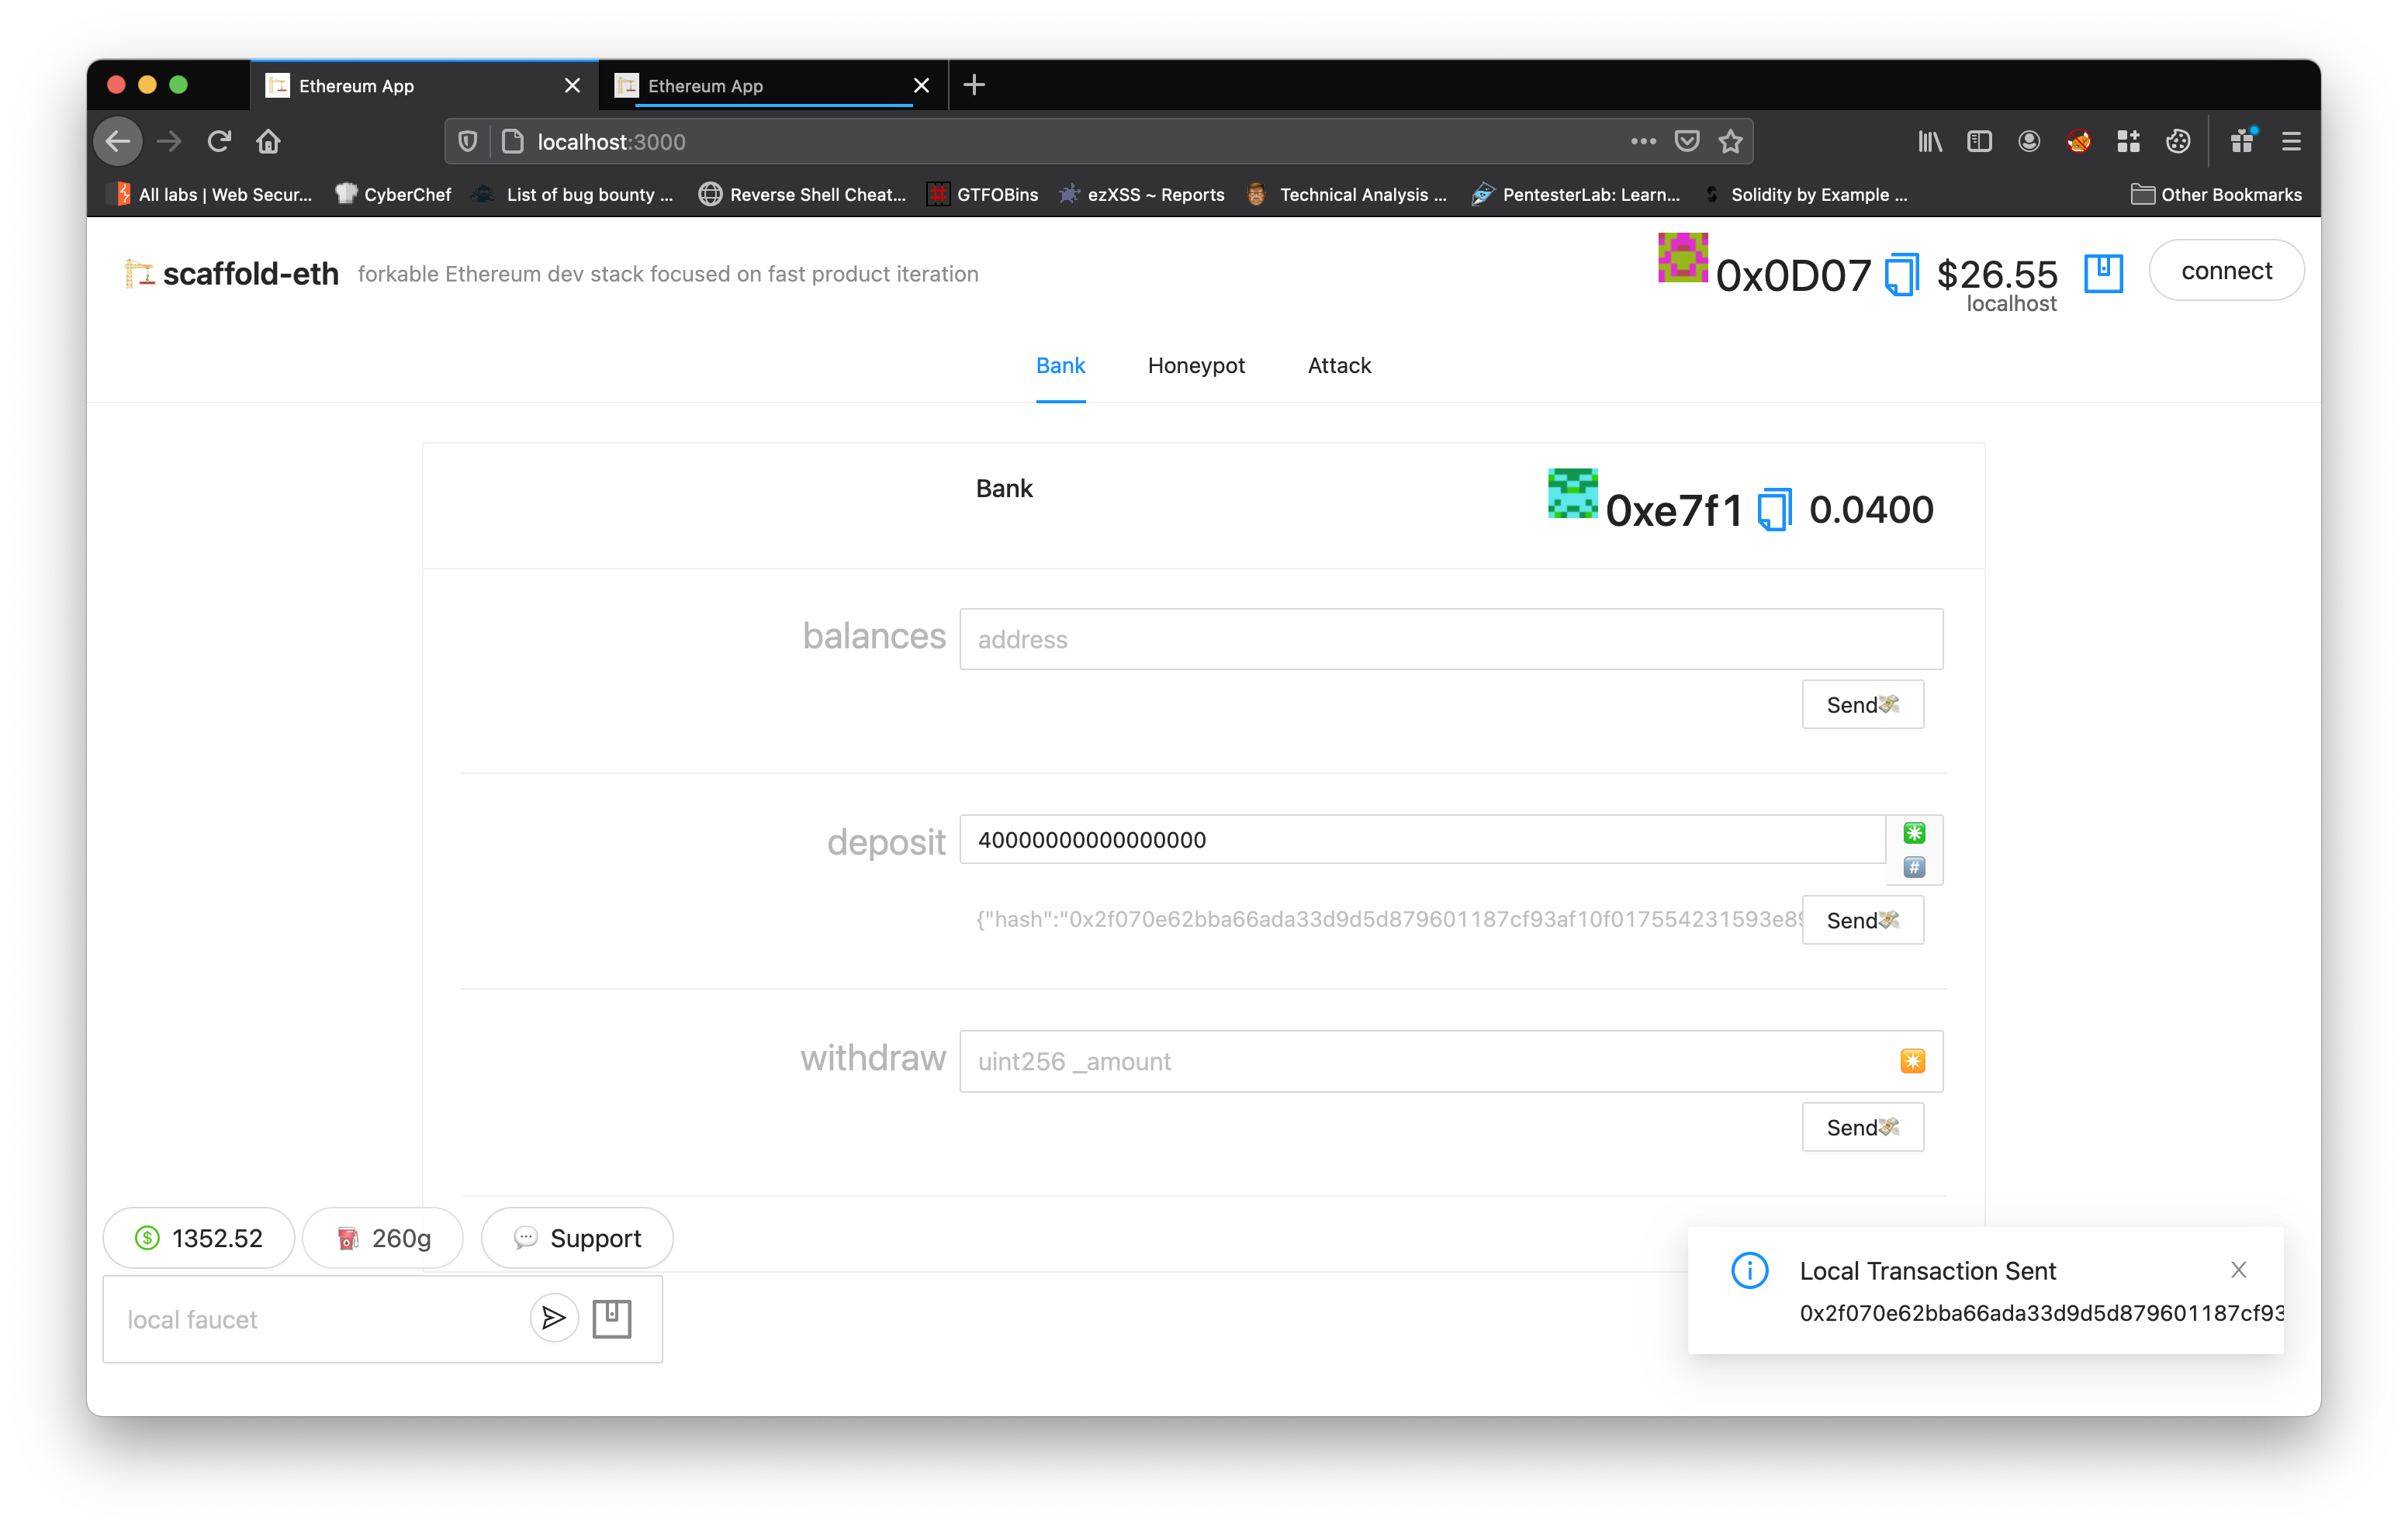 Ethereum App
Ethereum App
localhost:3000
All labs | Web Secur...
CyberChef
List of bug bounty ...
Reverse Shell Cheat...
GTFOBins
ezXSS ~ Reports
Technical Analysis ...
PentesterLab: Learn...
Solidity by Example ...
Other Bookmarks
scaffold-eth
forkable Ethereum dev stack focused on fast product iteration
0x0D07
$26.55
localhost
connect
Bank
Honeypot
Attack
Bank
0xe7f1
0.0400
balances
address
Send
deposit
40000000000000000
#
{"hash":"0x2f070e62bba66ada33d9d5d879601187cf93af10f017554231593e89
Send
withdraw
uint256 _amount
Send
1352.52
260g
Support
local faucet
Local Transaction Sent
0x2f070e62bba66ada33d9d5d879601187cf93